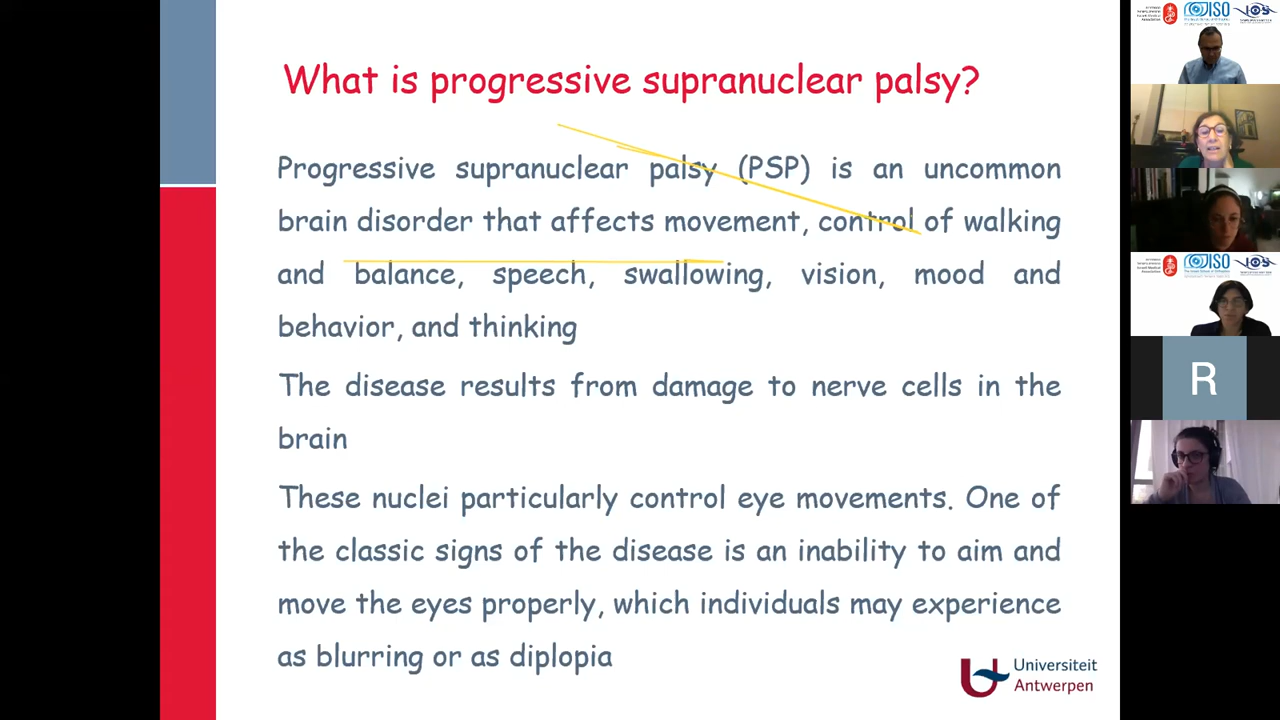 What is progressive supranuclear palsy?
Progressive supranuclear palsy (PSP) is an uncommon
brain disorder that affects movement, control of walking
and balance, speech, swallowing, vision, mood and
behavior, and thinking
The disease results from damage to nerve cells in the
brain
These nuclei particularly control eye movements. One of
the classic signs of the disease is an inability to aim and
move the eyes properly, which individuals may experience
as blurring or as diplopia
Universiteit
Antwerpen
ISO
IOS
ISO
IOS
R